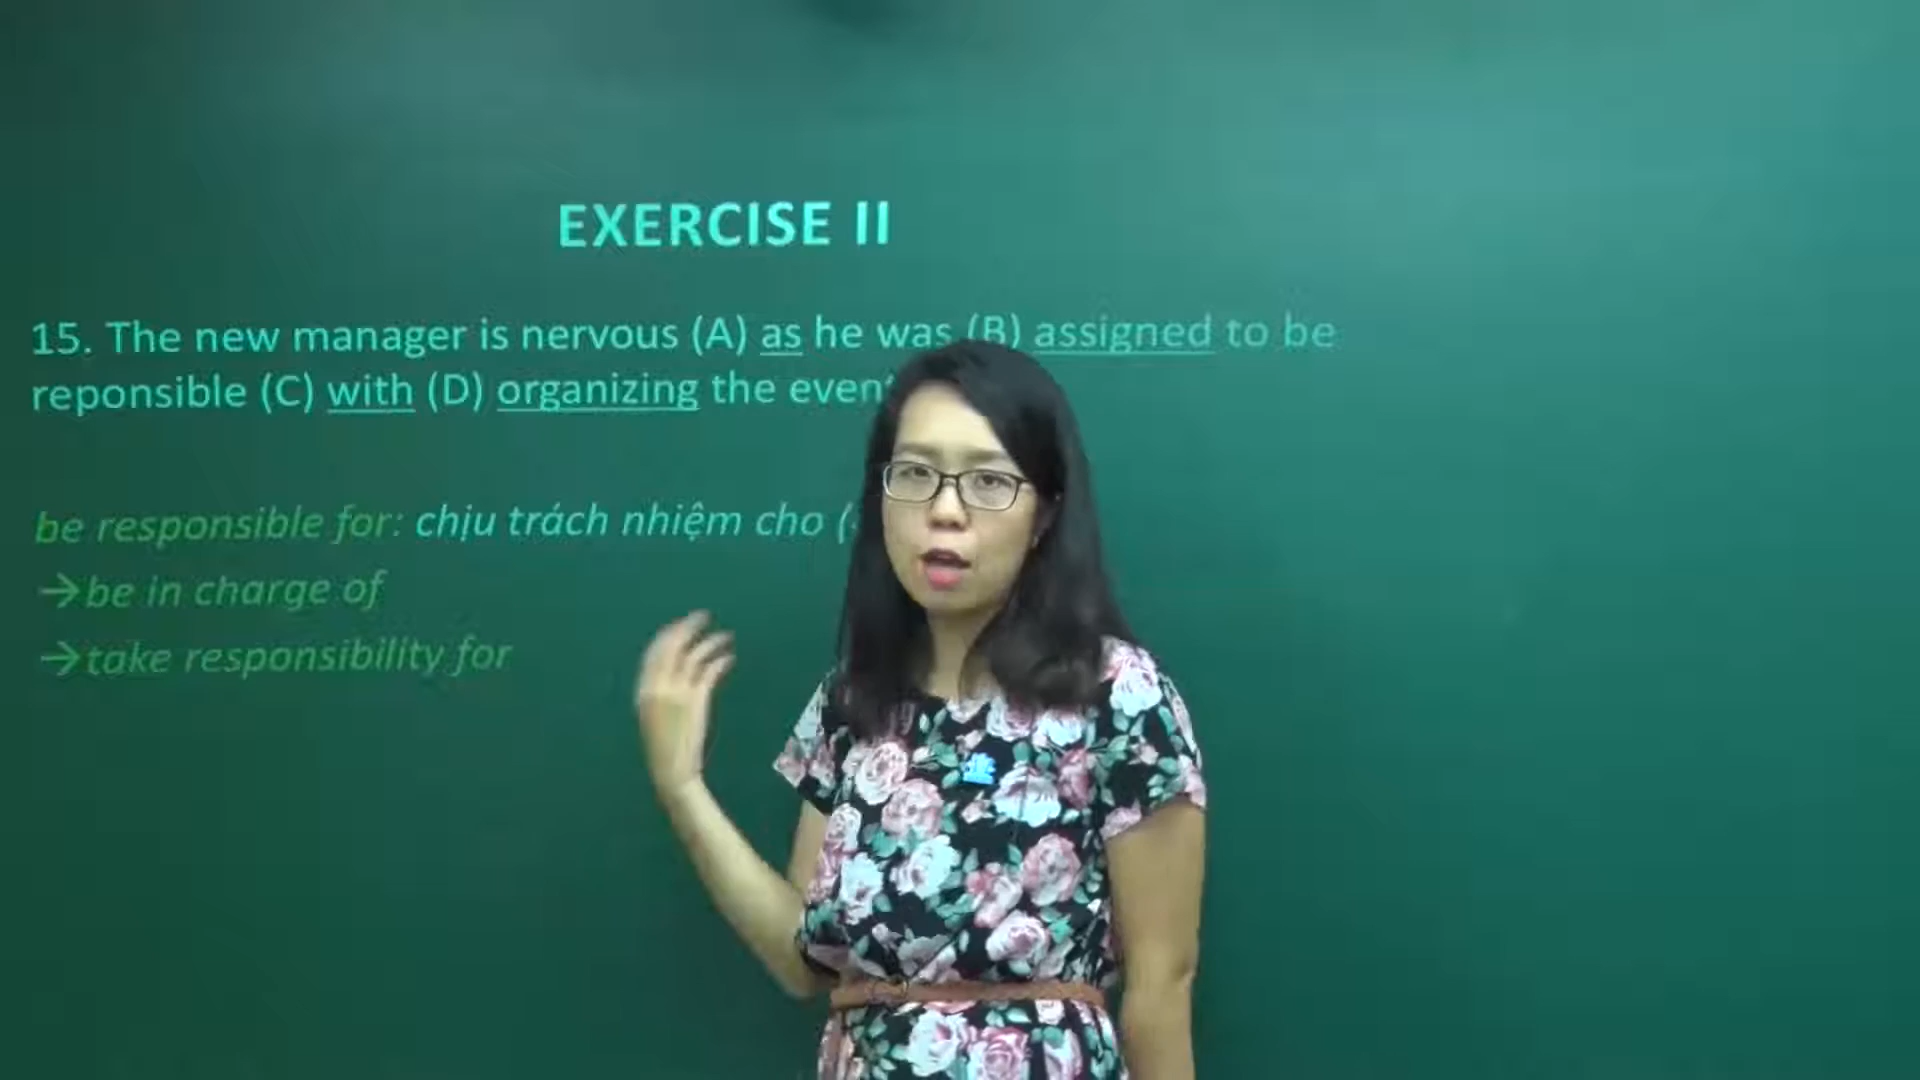 EXERCISE II
15. The new manager is nervous (A) as he was (B) assigned to be
reponsible (C) with (D) organizing the event
be responsible for: chịu trách nhiệm cho (
→be in charge of
→take responsibility for